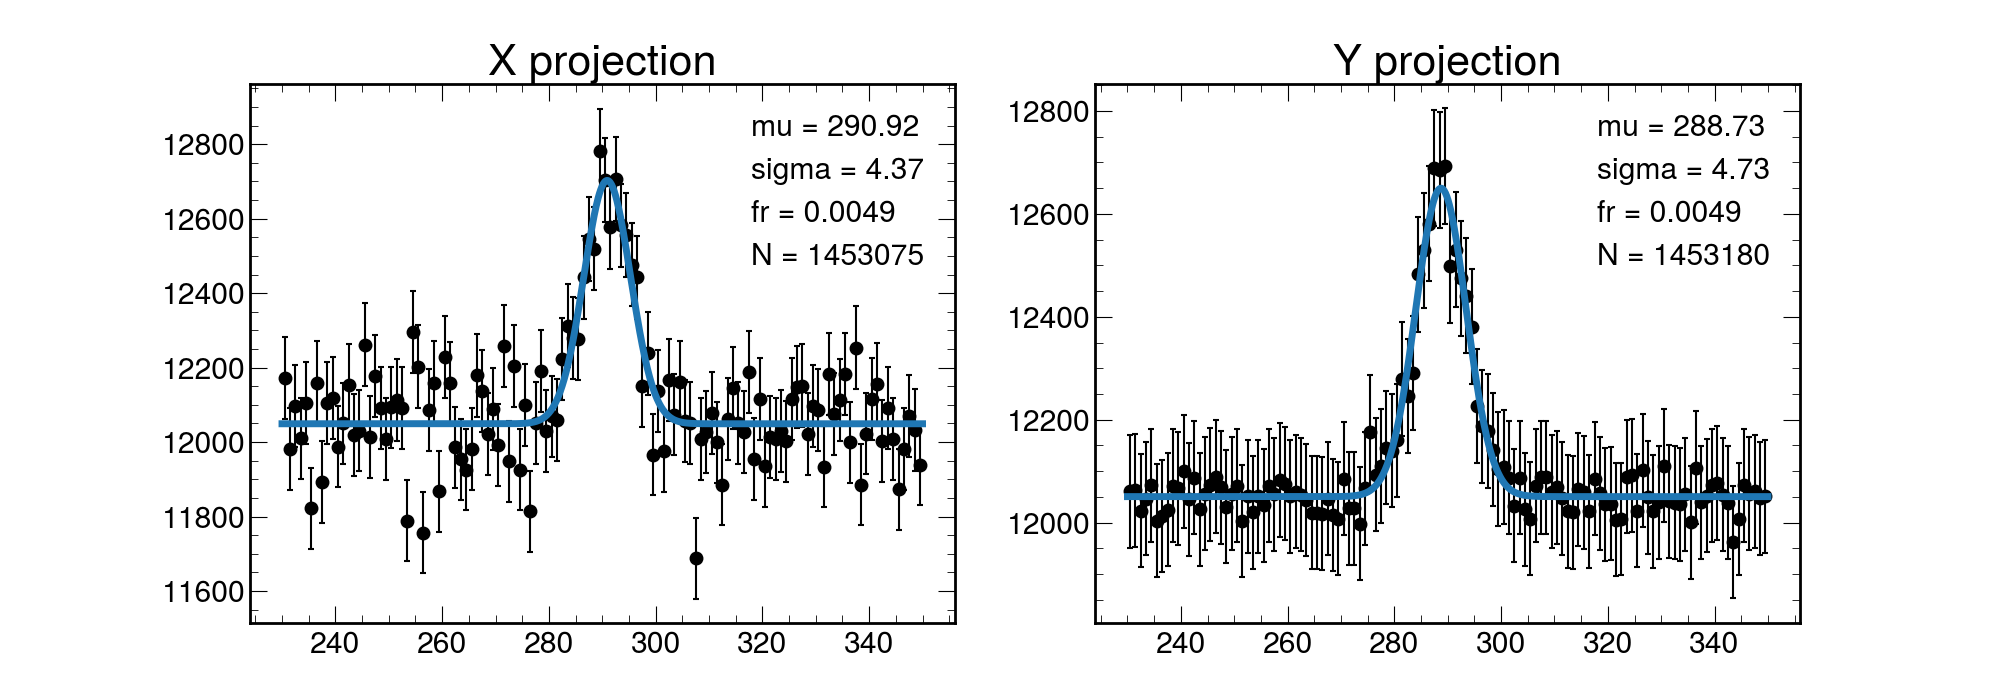 X projection
mu = 290.92
sigma = 4.37
fr = 0.0049
N = 1453075
12800
12600
12400
12200
12000
11800
11600
240 260 280 300 320 340
Y projection
mu = 288.73
sigma = 4.73
fr = 0.0049
N = 1453180
12800
12600
12400
12200
12000
240 260 280 300 320 340